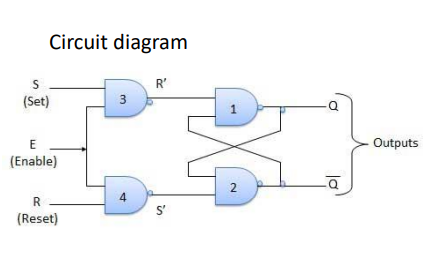 Circuit diagram
S
(Set)
R'
3
1
Q
E
(Enable)
Outputs
R
(Reset)
4
S'
2
Q̅